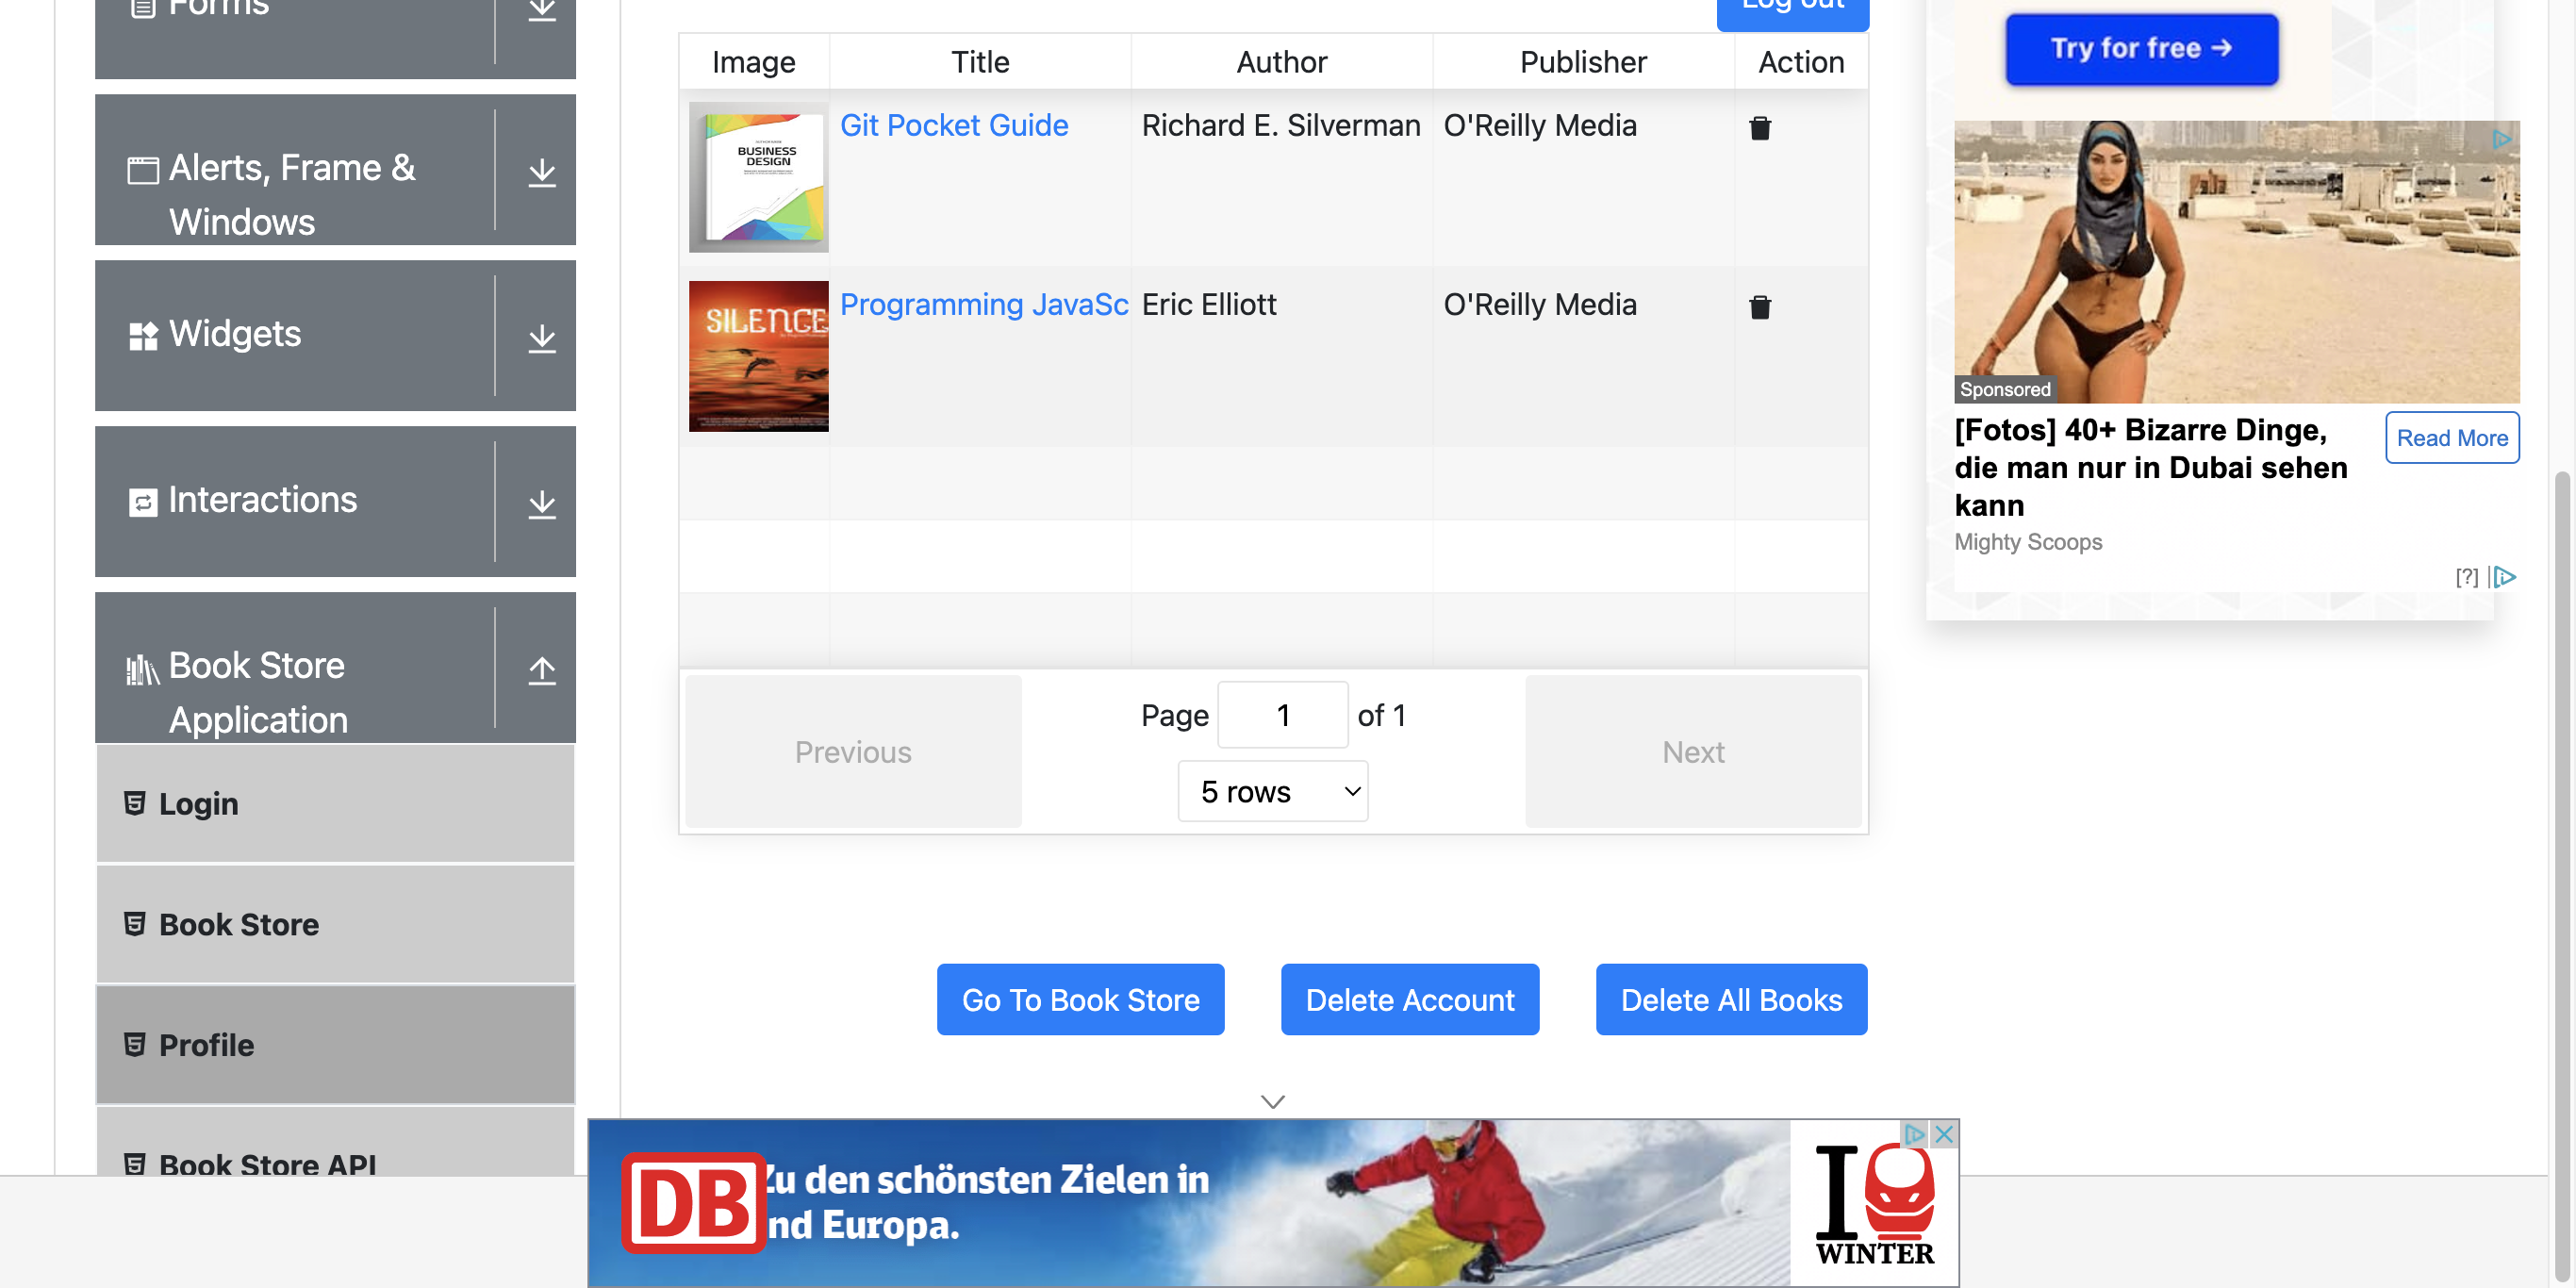 Forms
Log out
Try for free →
Image Title Author Publisher Action
Alerts, Frame &
Windows
BUSINESS
DESIGN
Git Pocket Guide Richard E. Silverman O'Reilly Media
Widgets
SILENCE
Programming JavaSc Eric Elliott O'Reilly Media
Sponsored
[Fotos] 40+ Bizarre Dinge,
die man nur in Dubai sehen
kann
Read More
Mighty Scoops
[?]
Interactions
Book Store
Application
Page 1 of 1
Previous
Next
5 rows
Login
Book Store
Profile
Book Store API
Go To Book Store Delete Account Delete All Books
DB
Zu den schönsten Zielen in
nd Europa.
I
WINTER